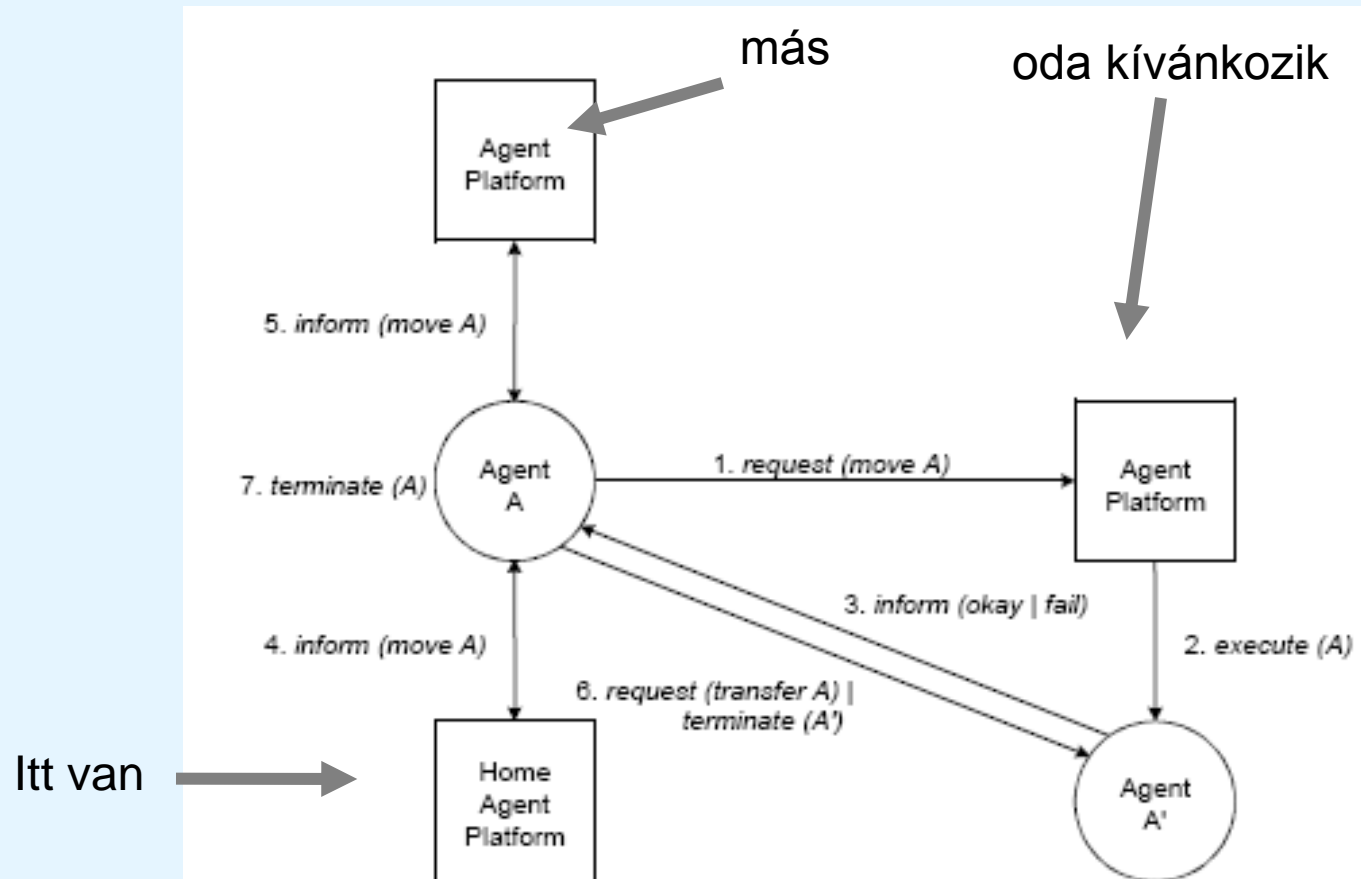 más
oda kívánkozik
Agent
Platform
5. inform (move A)
7. terminate (A)
Agent
A
1. request (move A)
Agent
Platform
3. inform (okay | fail)
4. inform (move A)
2. execute (A)
6. request (transfer A) |
terminate (A')
Itt van
Home
Agent
Platform
Agent
A'